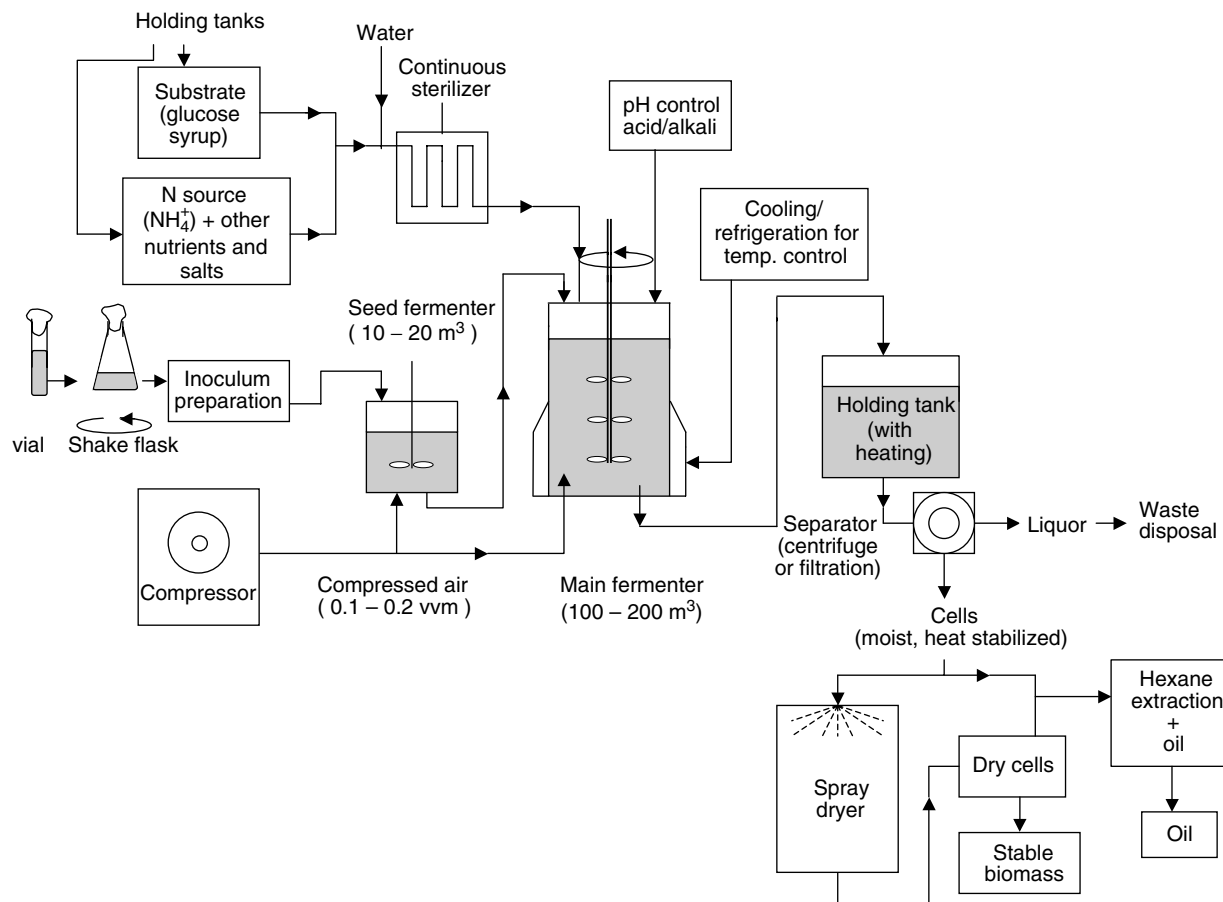 Holding tanks
Substrate
(glucose
syrup)
N source
(NH₄⁺) + other
nutrients and
salts
Water
Continuous
sterilizer
pH control
acid/alkali
Cooling/
refrigeration for
temp. control
Seed fermenter
( 10 – 20 m³ )
Inoculum
preparation
vial
Shake flask
Compressor
Compressed air
( 0.1 – 0.2 vvm )
Main fermenter
(100 – 200 m³)
Holding tank
(with
heating)
Separator
(centrifuge
or filtration)
Liquor
Waste
disposal
Cells
(moist, heat stabilized)
Spray
dryer
Dry cells
Stable
biomass
Hexane
extraction
+
oil
Oil